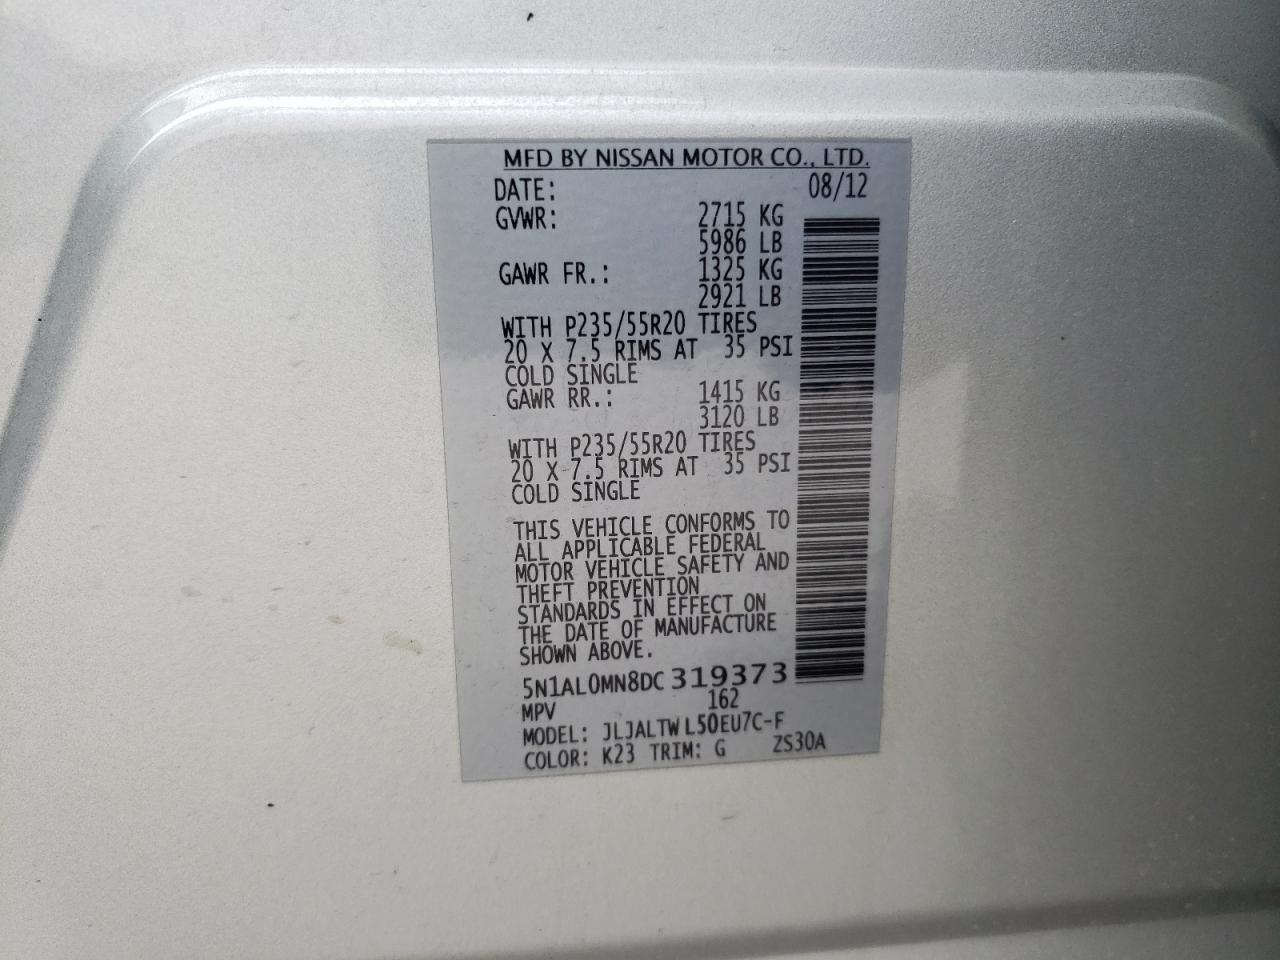 MFD BY NISSAN MOTOR CO., LTD.
DATE: 08/12
GVWR: 2715 KG
5986 LB
GAWR FR.: 1325 KG
2921 LB
WITH P235/55R20 TIRES
20 X 7.5 RIMS AT 35 PSI
COLD SINGLE
GAWR RR.: 1415 KG
3120 LB
WITH P235/55R20 TIRES
20 X 7.5 RIMS AT 35 PSI
COLD SINGLE
THIS VEHICLE CONFORMS TO
ALL APPLICABLE FEDERAL
MOTOR VEHICLE SAFETY AND
THEFT PREVENTION
STANDARDS IN EFFECT ON
THE DATE OF MANUFACTURE
SHOWN ABOVE.
5N1AL0MN8DC 319373
MPV 162
MODEL: JLJALTW L50EU7C-F
COLOR: K23 TRIM: G ZS30A